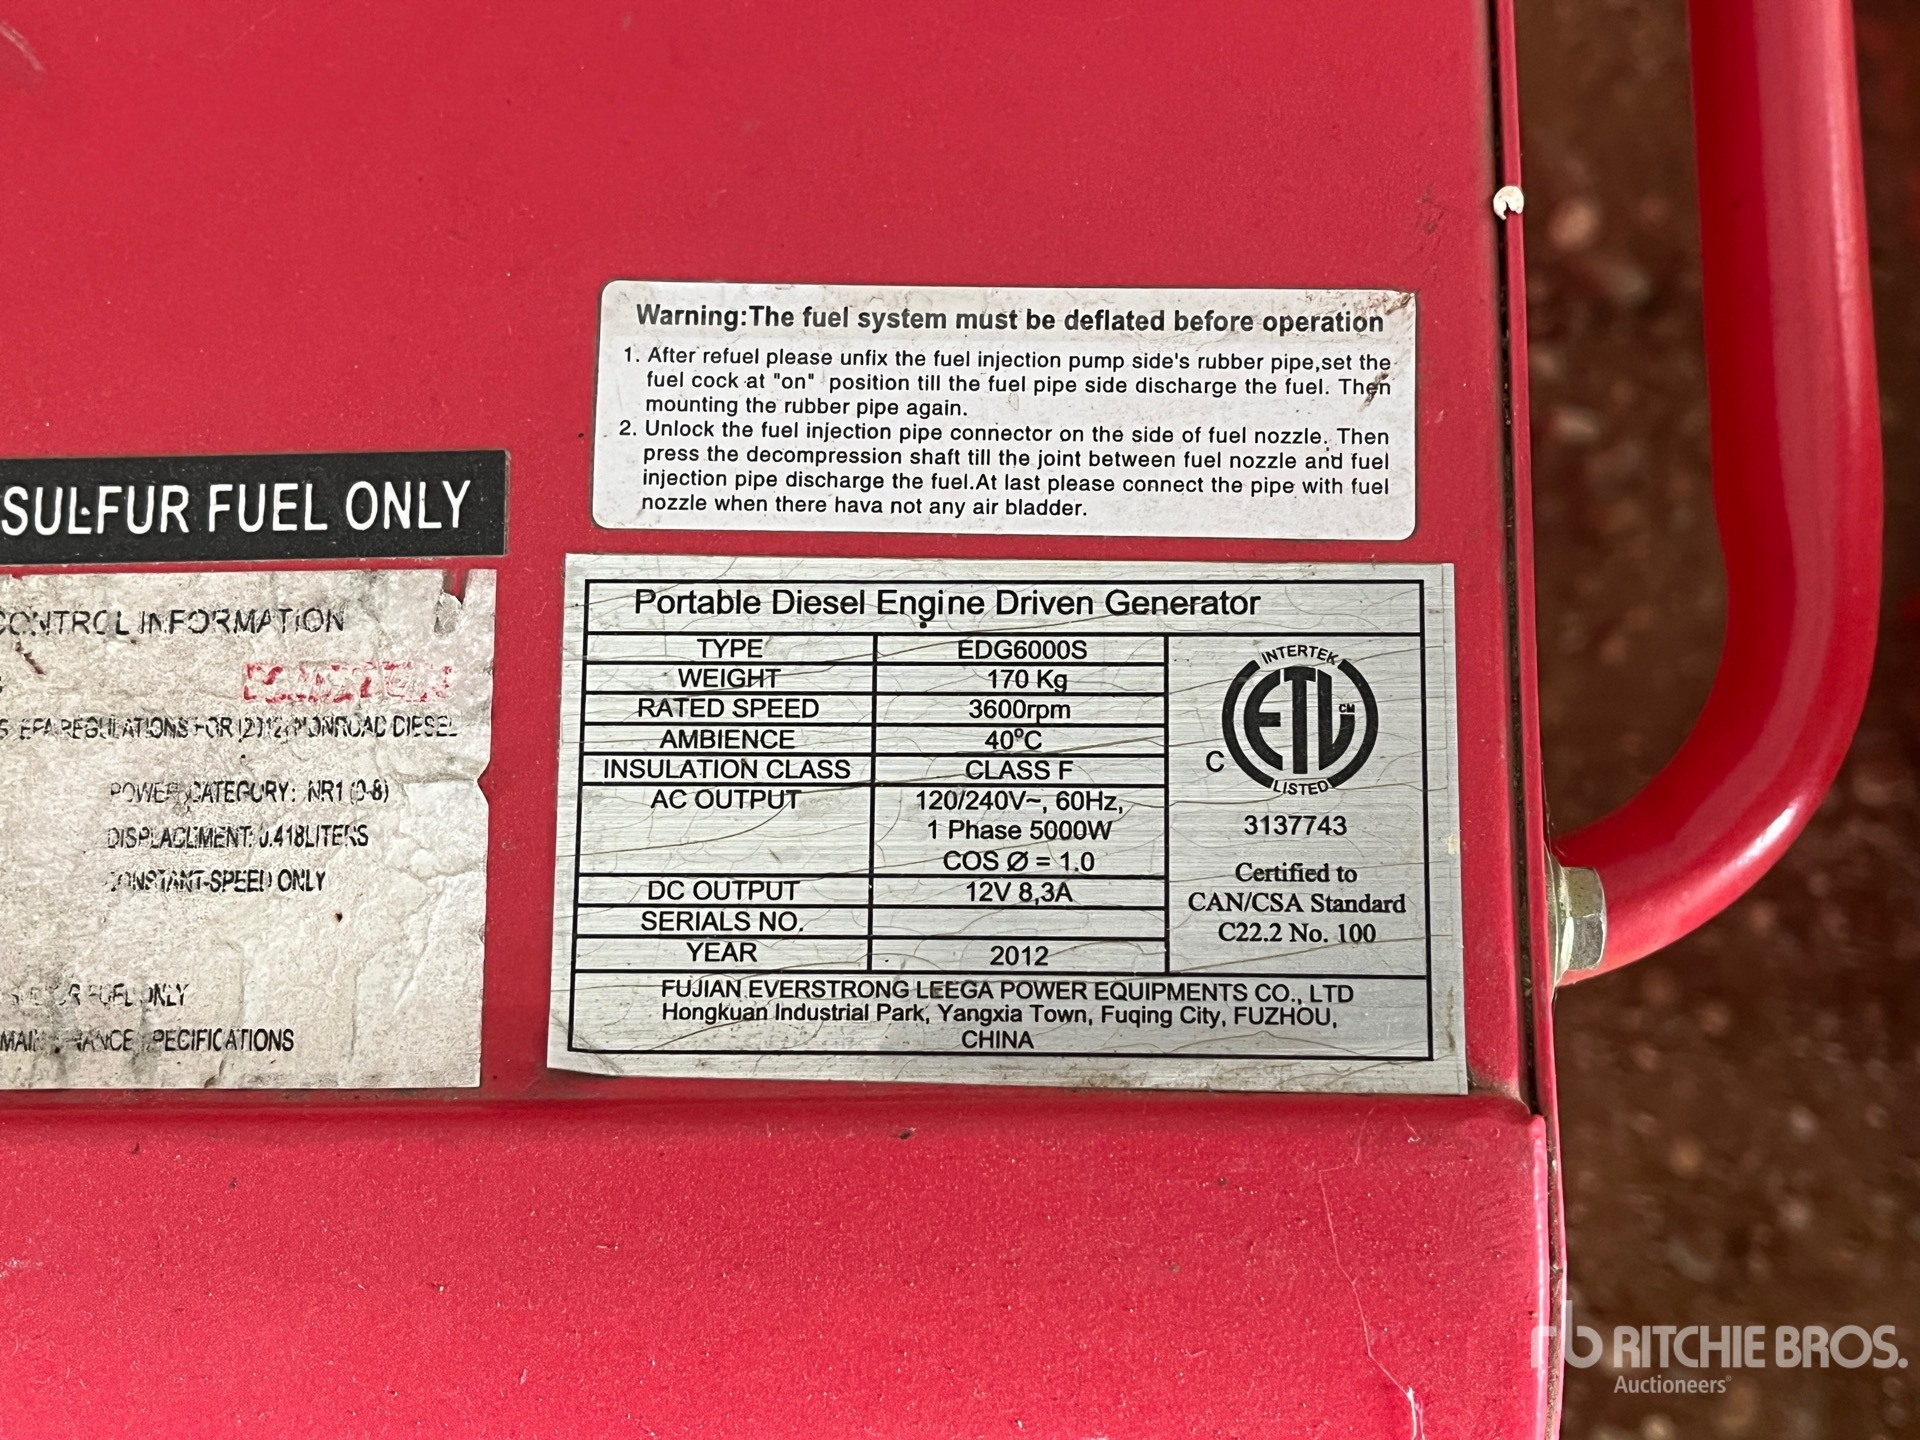 Warning:The fuel system must be deflated before operation
1. After refuel please unfix the fuel injection pump side's rubber pipe,set the
fuel cock at "on" position till the fuel pipe side discharge the fuel. Then
mounting the rubber pipe again.
2. Unlock the fuel injection pipe connector on the side of fuel nozzle. Then
press the decompression shaft till the joint between fuel nozzle and fuel
injection pipe discharge the fuel.At last please connect the pipe with fuel
nozzle when there hava not any air bladder.
SULFUR FUEL ONLY
CONTROL INFORMATION
EPA REGULATIONS FOR (2012) NONROAD DIESEL
POWER CATEGORY: NR1 (0-8)
DISPLACEMENT: 0.418LITERS
CONSTANT-SPEED ONLY
FUEL ONLY
MAINTENANCE SPECIFICATIONS
Portable Diesel Engine Driven Generator
TYPE EDG6000S
WEIGHT 170 Kg
RATED SPEED 3600rpm
AMBIENCE 40°C
INSULATION CLASS CLASS F
AC OUTPUT 120/240V~, 60Hz,
1 Phase 5000W
COS Ø = 1.0
DC OUTPUT 12V 8,3A
SERIALS NO.
YEAR 2012
INTERTEK
ETL CM
C
LISTED
3137743
Certified to
CAN/CSA Standard
C22.2 No. 100
FUJIAN EVERSTRONG LEEGA POWER EQUIPMENTS CO., LTD
Hongkuan Industrial Park, Yangxia Town, Fuqing City, FUZHOU,
CHINA
rb RITCHIE BROS.
Auctioneers